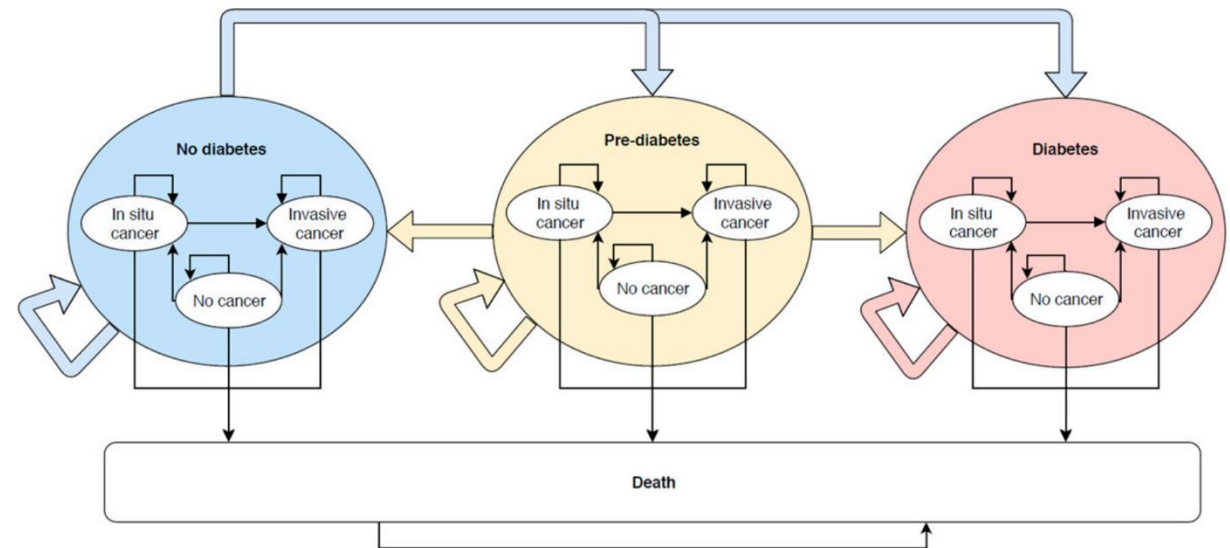 No diabetes
In situ
cancer
Invasive
cancer
No cancer
Pre-diabetes
In situ
cancer
Invasive
cancer
No cancer
Diabetes
In situ
cancer
Invasive
cancer
No cancer
Death